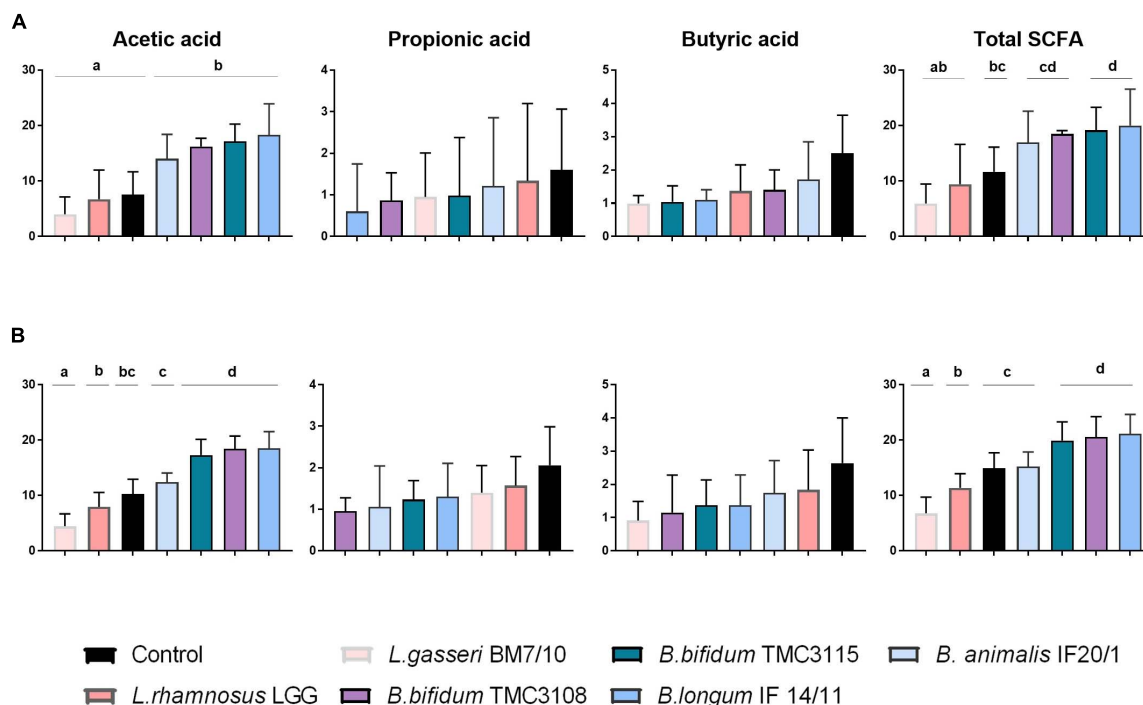 A
Acetic acid
Propionic acid
Butyric acid
Total SCFA
30
20
10
0
a
b
4
3
2
1
0
5
4
3
2
1
0
30
20
10
0
ab
bc
cd
d
B
30
20
10
0
a
b
bc
c
d
4
3
2
1
0
5
4
3
2
1
0
30
20
10
0
a
b
c
d
Control
L.gasseri BM7/10
B.bifidum TMC3115
B. animalis IF20/1
L.rhamnosus LGG
B.bifidum TMC3108
B.longum IF 14/11